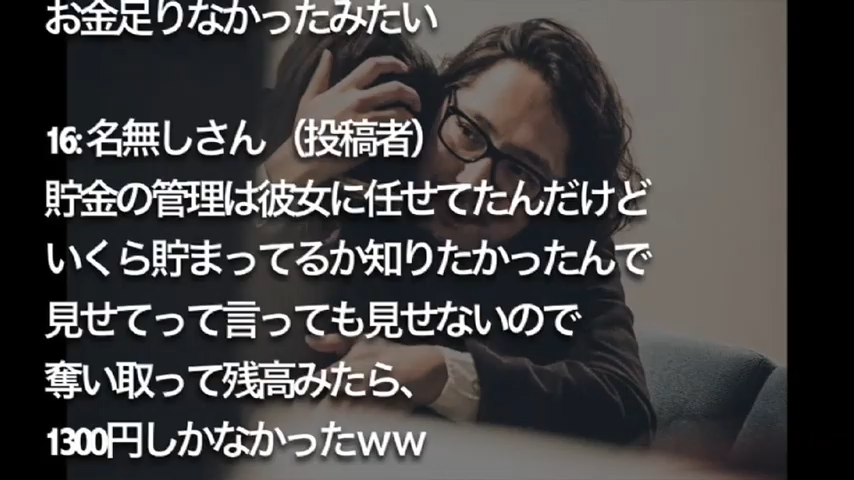 お金足りなかったみたい
16: 名無しさん （投稿者）
貯金の管理は彼女に任せてたんだけど
いくら貯まってるか知りたかったんで
見せてって言っても見せないので
奪い取って残高みたら、
1300円しかなかったｗｗ